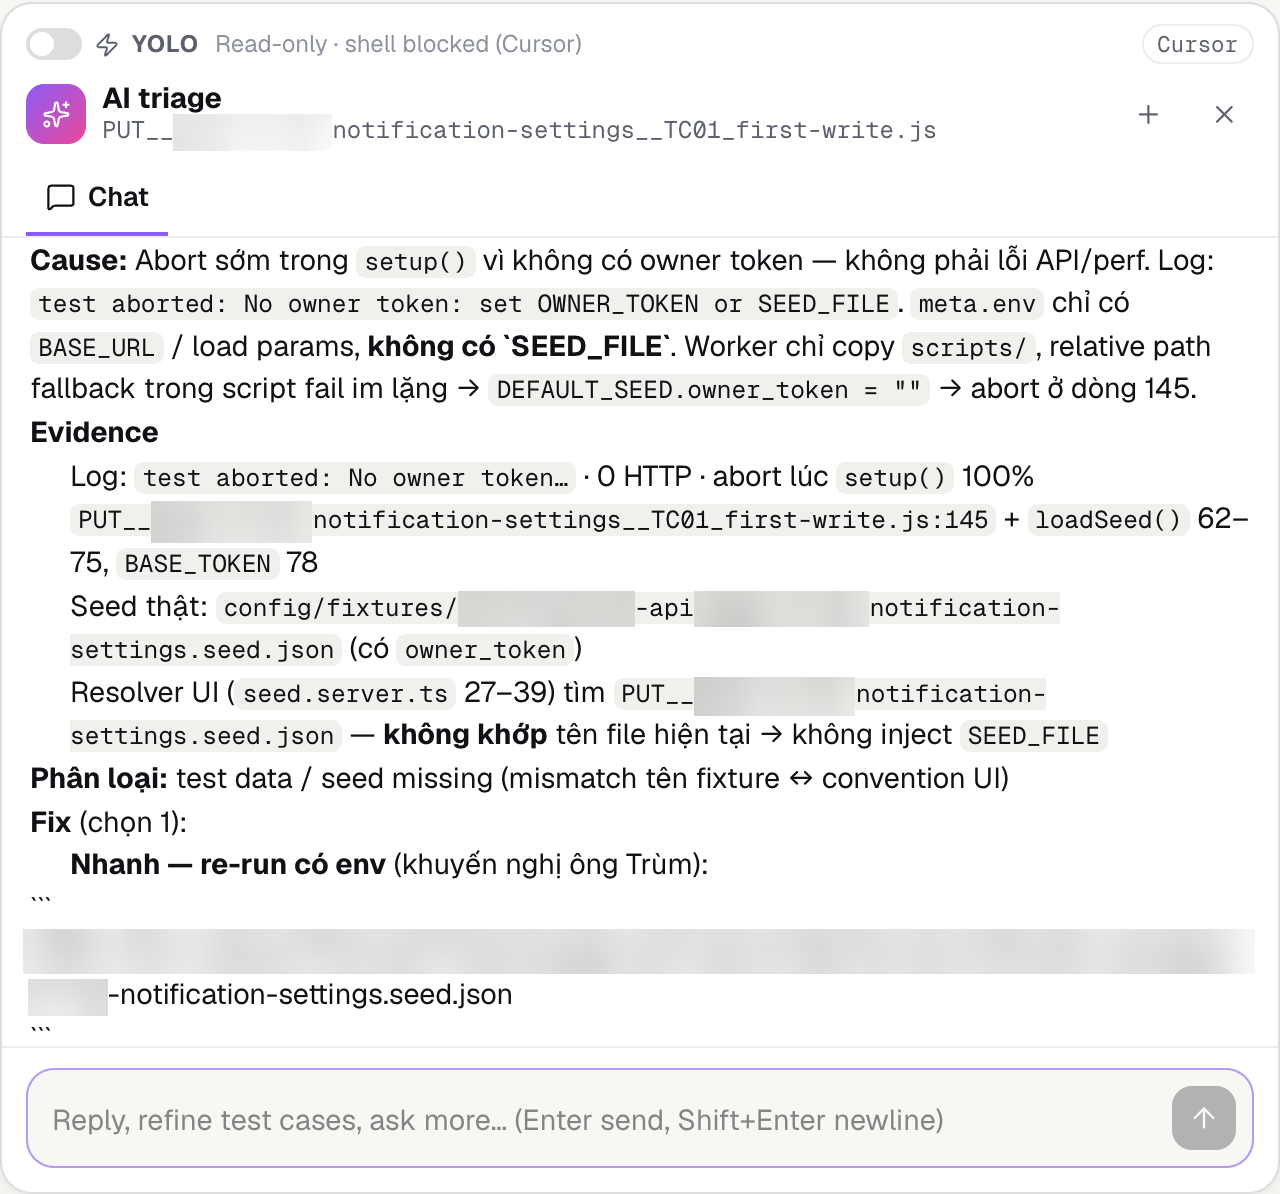 YOLO Read-only · shell blocked (Cursor) Cursor
AI triage
PUT__ notification-settings__TC01_first-write.js
Chat
Cause: Abort sớm trong setup() vì không có owner token — không phải lỗi API/perf. Log:
test aborted: No owner token: set OWNER_TOKEN or SEED_FILE. meta.env chỉ có
BASE_URL / load params, không có `SEED_FILE`. Worker chỉ copy scripts/, relative path
fallback trong script fail im lặng → DEFAULT_SEED.owner_token = "" → abort ở dòng 145.
Evidence
Log: test aborted: No owner token… · 0 HTTP · abort lúc setup() 100%
PUT__ notification-settings__TC01_first-write.js:145 + loadSeed() 62–
75, BASE_TOKEN 78
Seed thật: config/fixtures/ -api notification-
settings.seed.json (có owner_token)
Resolver UI (seed.server.ts 27–39) tìm PUT__ notification-
settings.seed.json — không khớp tên file hiện tại → không inject SEED_FILE
Phân loại: test data / seed missing (mismatch tên fixture ↔ convention UI)
Fix (chọn 1):
Nhanh — re-run có env (khuyến nghị ông Trùm):
```
-notification-settings.seed.json
```
Reply, refine test cases, ask more… (Enter send, Shift+Enter newline)